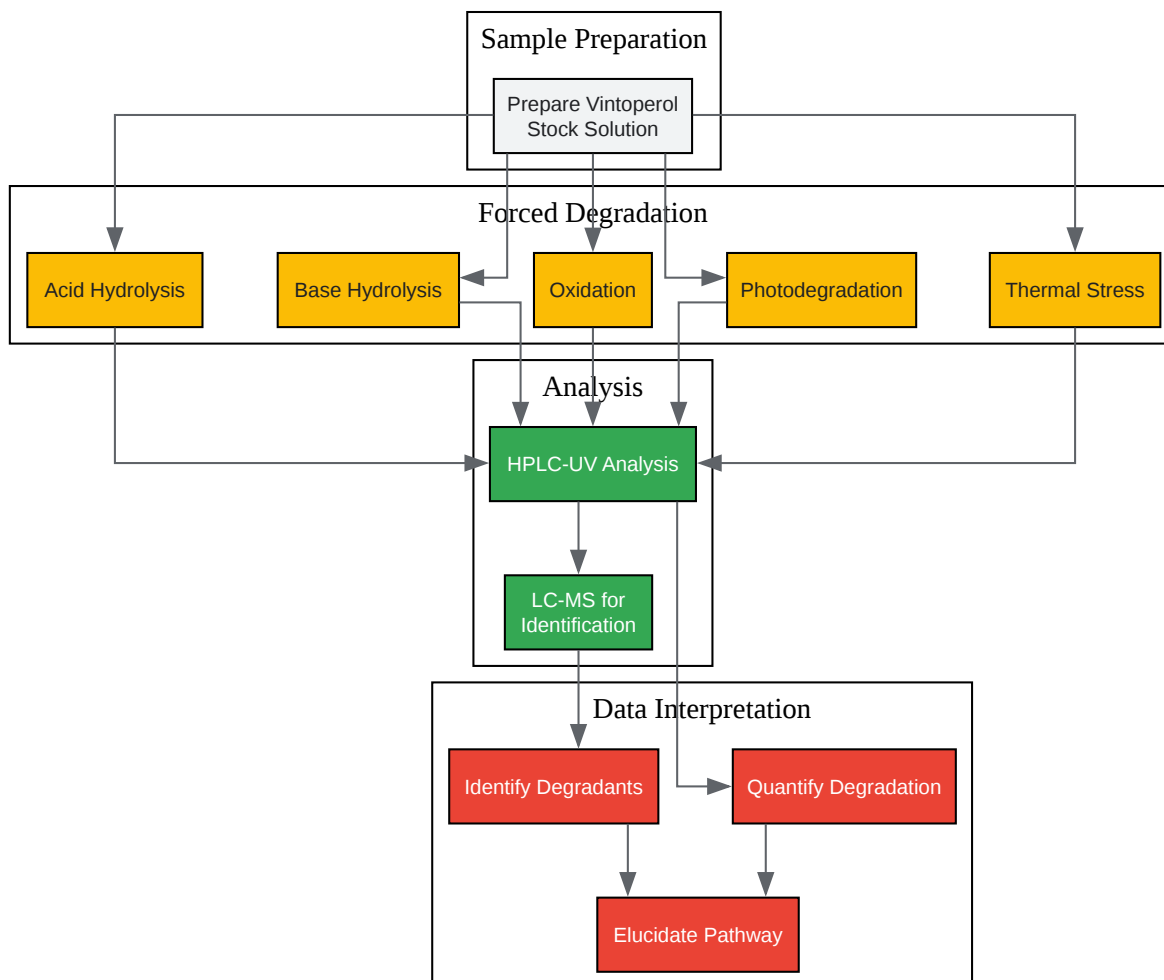 Sample Preparation
Prepare Vintoperol
Stock Solution
Forced Degradation
Acid Hydrolysis
Base Hydrolysis
Oxidation
Photodegradation
Thermal Stress
Analysis
HPLC-UV Analysis
LC-MS for
Identification
Data Interpretation
Identify Degradants
Quantify Degradation
Elucidate Pathway